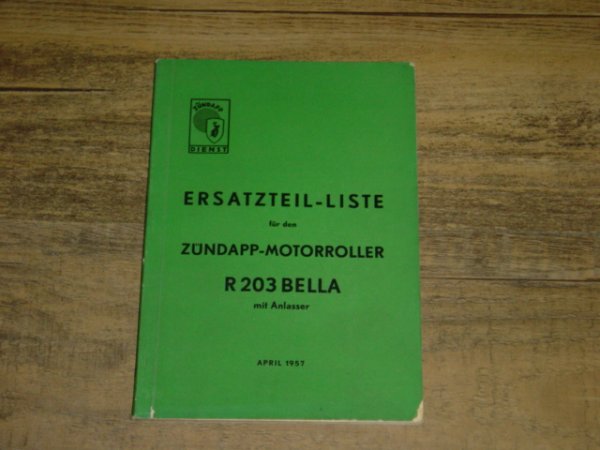 ZÜNDAPP
DIENST
ERSATZTEIL-LISTE
für den
ZÜNDAPP-MOTORROLLER
R 203 BELLA
mit Anlasser
APRIL 1957